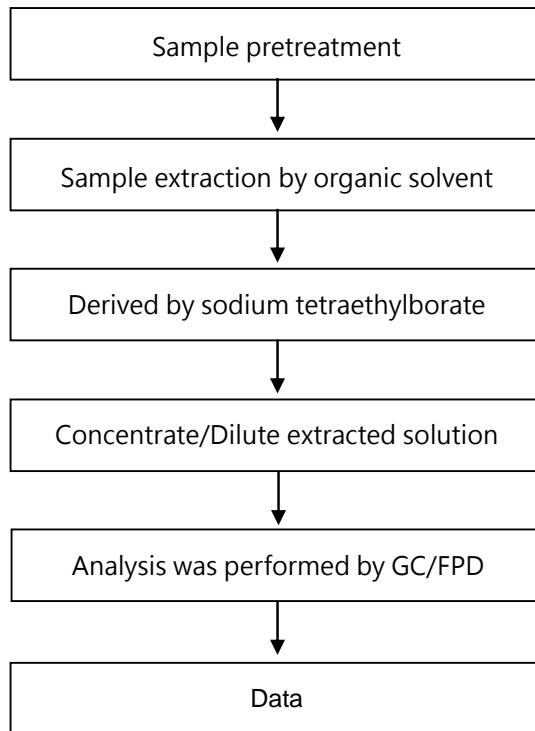 Sample pretreatment
Sample extraction by organic solvent
Derived by sodium tetraethylborate
Concentrate/Dilute extracted solution
Analysis was performed by GC/FPD
Data